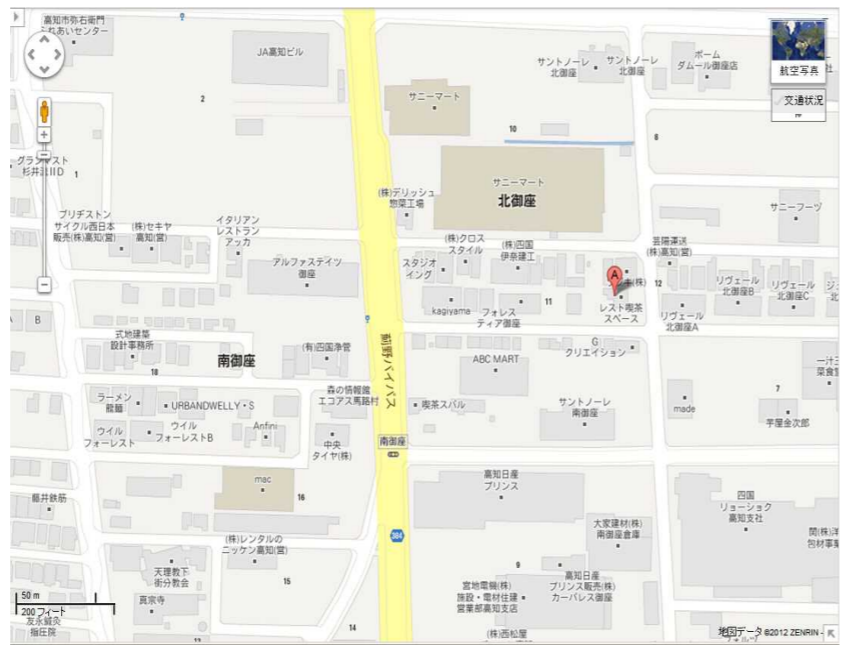 高知市弥右衛門
ふれあいセンター
JA高知ビル
2
サニーマート
サントノーレ
北御座
サントノーレ
北御座
ポーム
ダムール御座店
航空写真
交通状況
10
6
グランマスト
杉井流IID
1
サニーマート
北御座
(株)デリッシュ
惣菜工場
サニーフーヅ
ブリヂストン
サイクル西日本
販売(株)高知(営)
(株)セキヤ
高知(営)
イタリアン
レストラン
アッカ
(株)クロス
スタイル
(株)四国
伊奈建工
芸陽運送
(株)高知(営)
アルファステイツ
御座
スタジオ
イング
A
(株)
12
リヴェール
北御座B
リヴェール
北御座C
kagiyama
フォレス
ティア御座
11
レスト喫茶
スペース
リヴェール
北御座A
A
B
式地建築
設計事務所
18
南御座
(有)四国浄管
薊野バイパス
ABC MART
G
クリエイション
森の情報館
エコアス馬路村
ラーメン
龍麺
URBANDWELLY・S
喫茶スバル
サントノーレ
南御座
made
7
芋屋金次郎
ウイル
フォーレスト
ウイル
フォーレストB
Anfini
中央
タイヤ(株)
南御座
mac
16
高知日産
プリンス
藤井鉄筋
四国
リョーショク
高知支社
384
大家建材(株)
南御座倉庫
(株)レンタルの
ニッケン高知(営)
天理教下
街分教会
15
9
高知日産
プリンス販売(株)
カーパレス御座
宮地電機(株)
施設・電材住建
営業部高知支店
50 m
200 フィート
真宗寺
友永鍼灸
指圧院
14
(株)西松屋
地図データ ©2012 ZENRIN -